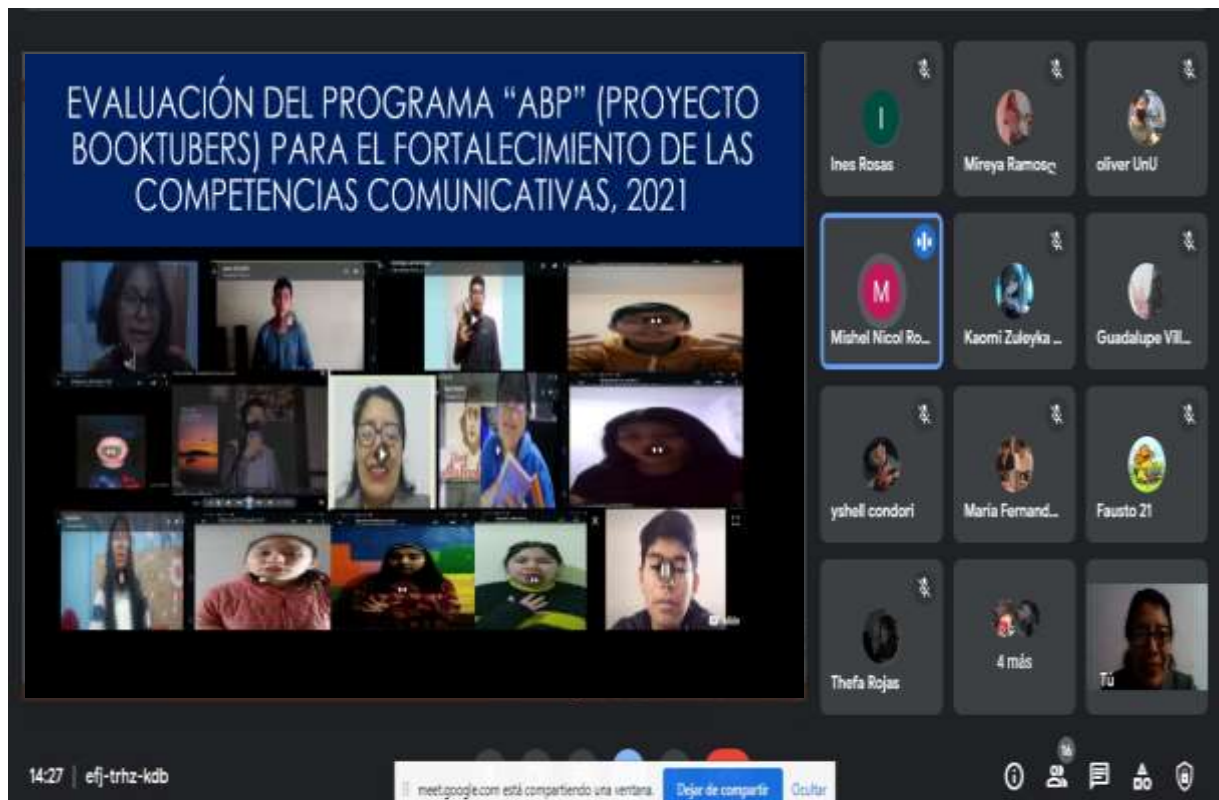 EVALUACIÓN DEL PROGRAMA “ABP” (PROYECTO
BOOKTUBERS) PARA EL FORTALECIMIENTO DE LAS
COMPETENCIAS COMUNICATIVAS, 2021
I
Ines Rosas
Mireya Ramosღ
oliver UnU
M
Mishel Nicol Ro...
Kaomi Zuleyka ...
Guadalupe Vill...
yshell condori
Maria Fernand...
Fausto 21
Thefa Rojas
4 más
Tú
14:27 | efj-trhz-kdb
16
meet.google.com está compartiendo una ventana.
Dejar de compartir
Ocultar